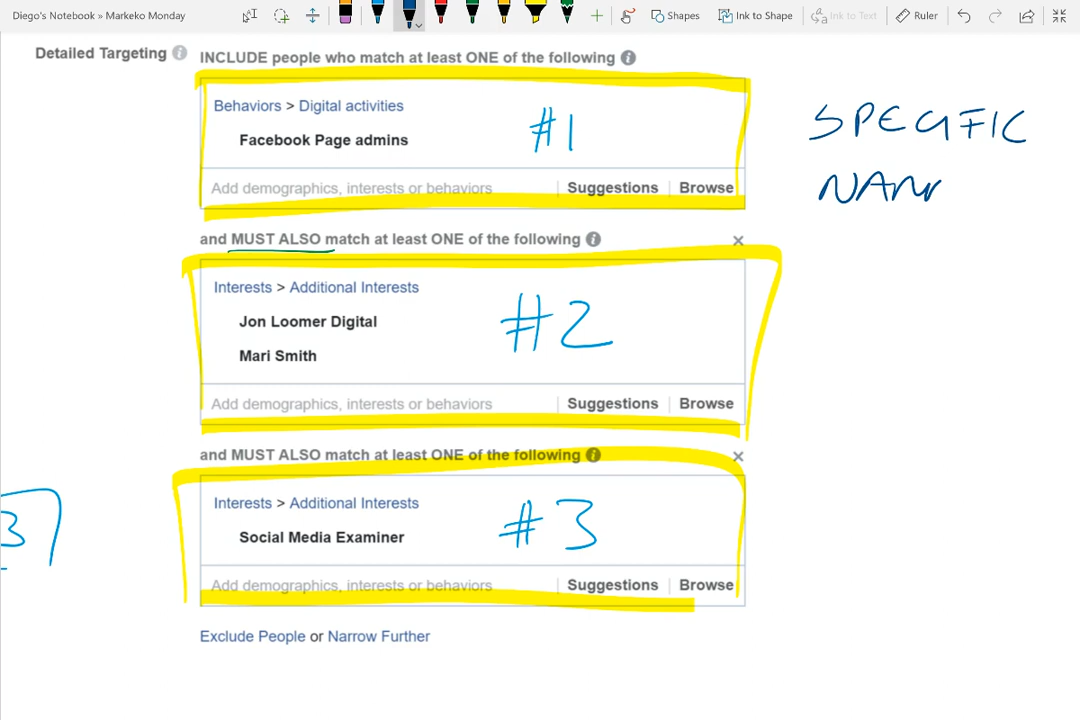 Diego's Notebook » Markeko Monday
Shapes
Ink to Shape
Ink to Text
Ruler
Detailed Targeting
INCLUDE people who match at least ONE of the following
Behaviors > Digital activities
Facebook Page admins
#1
Add demographics, interests or behaviors | Suggestions | Browse
SPECIFIC
and MUST ALSO match at least ONE of the following
Interests > Additional Interests
Jon Loomer Digital
Mari Smith
#2
Add demographics, interests or behaviors | Suggestions | Browse
and MUST ALSO match at least ONE of the following
3
Interests > Additional Interests
Social Media Examiner
#3
Add demographics, interests or behaviors | Suggestions | Browse
Exclude People or Narrow Further